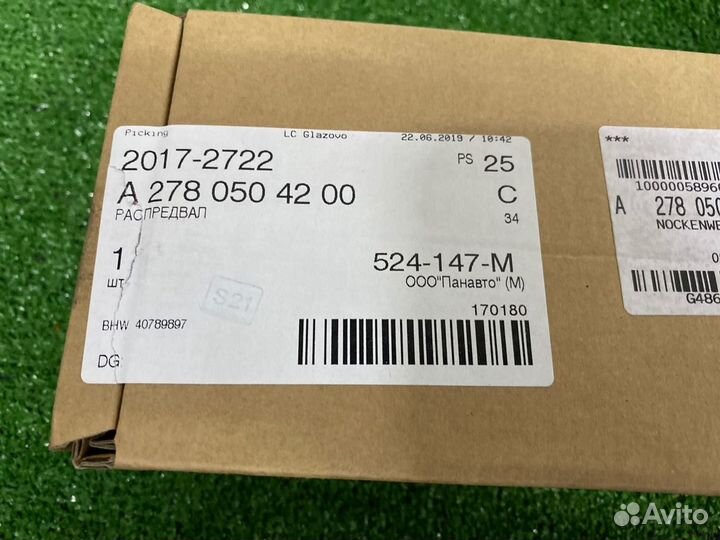 Picking LC Glazovo 22.06.2019 / 10:42
2017-2722 PS 25
A 278 050 42 00 C
РАСПРЕДВАЛ 34
1 524-147-M
шт ООО"Панавто" (М)
S21
170180
BHW 40789897
DG:
***
1000005896
A 278 050
NOCKENWE
G486
Avito